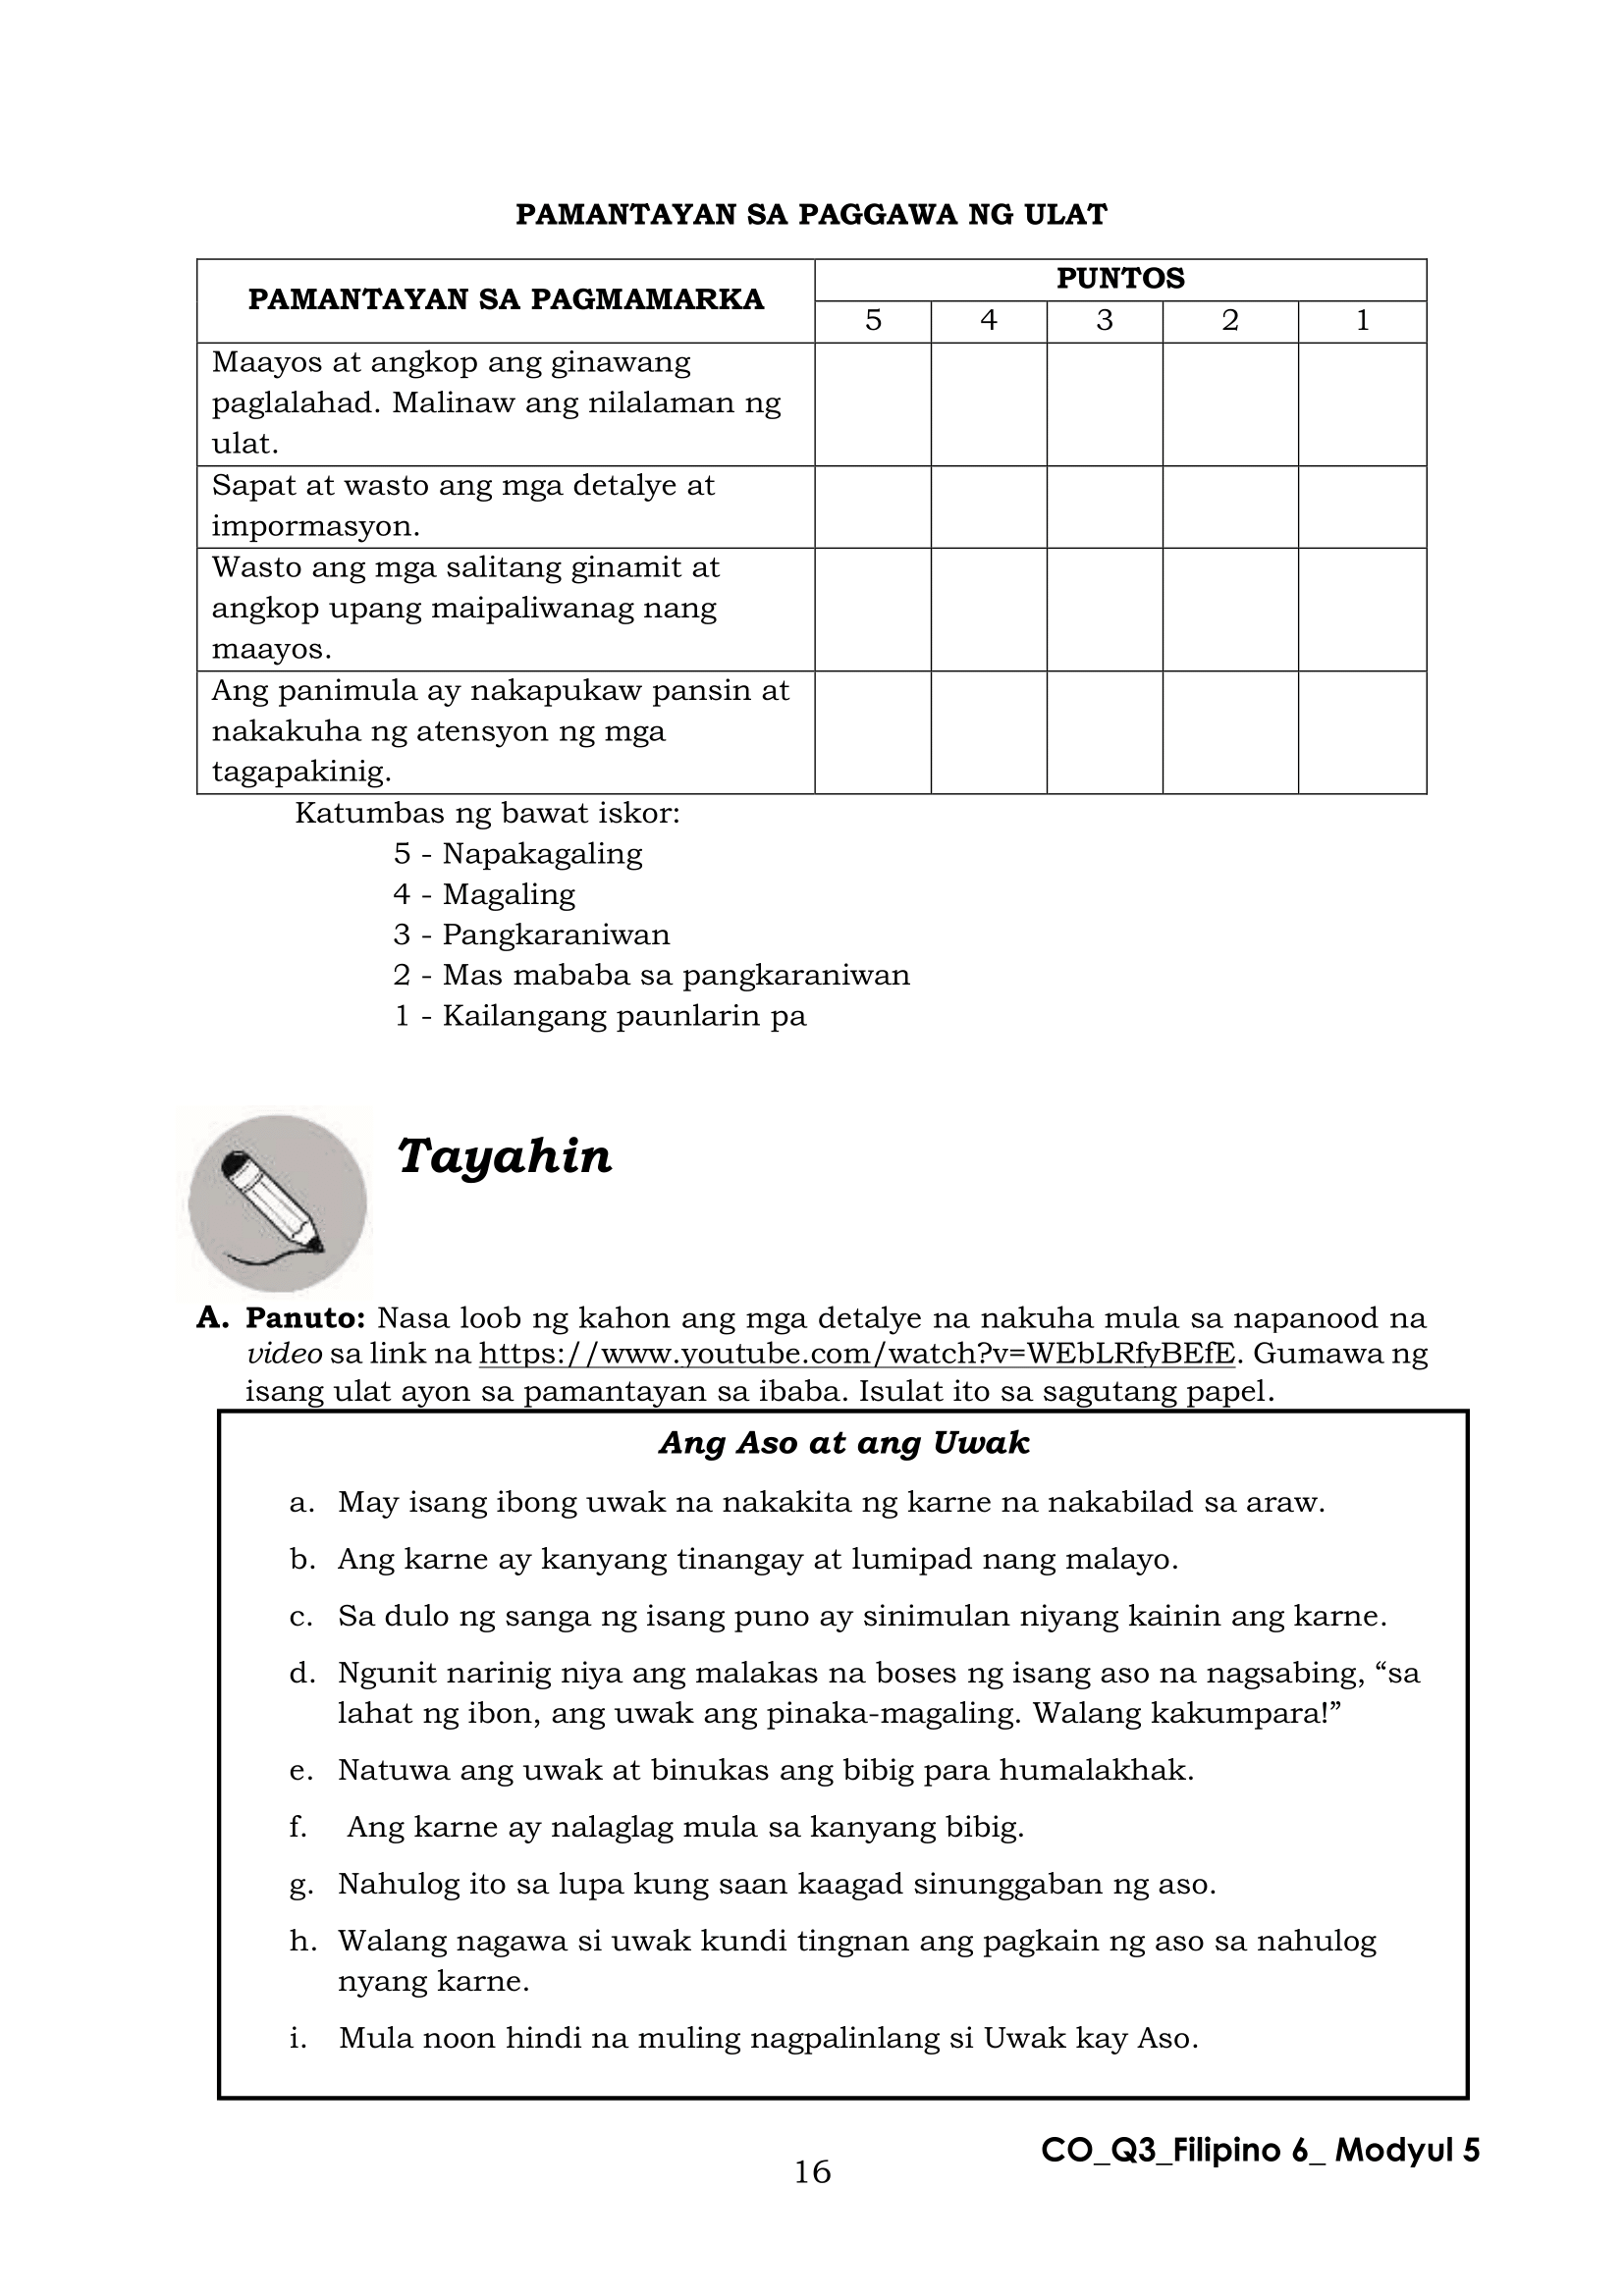 PAMANTAYAN SA PAGGAWA NG ULAT
PAMANTAYAN SA PAGMAMARKA
PUNTOS
5 4 3 2 1
Maayos at angkop ang ginawang
paglalahad. Malinaw ang nilalaman ng
ulat.
Sapat at wasto ang mga detalye at
impormasyon.
Wasto ang mga salitang ginamit at
angkop upang maipaliwanag nang
maayos.
Ang panimula ay nakapukaw pansin at
nakakuha ng atensyon ng mga
tagapakinig.
Katumbas ng bawat iskor:
5 - Napakagaling
4 - Magaling
3 - Pangkaraniwan
2 - Mas mababa sa pangkaraniwan
1 - Kailangang paunlarin pa
Tayahin
A. Panuto: Nasa loob ng kahon ang mga detalye na nakuha mula sa napanood na
video sa link na https://www.youtube.com/watch?v=WEbLRfyBEfE. Gumawa ng
isang ulat ayon sa pamantayan sa ibaba. Isulat ito sa sagutang papel.
Ang Aso at ang Uwak
a. May isang ibong uwak na nakakita ng karne na nakabilad sa araw.
b. Ang karne ay kanyang tinangay at lumipad nang malayo.
c. Sa dulo ng sanga ng isang puno ay sinimulan niyang kainin ang karne.
d. Ngunit narinig niya ang malakas na boses ng isang aso na nagsabing, “sa
lahat ng ibon, ang uwak ang pinaka-magaling. Walang kakumpara!”
e. Natuwa ang uwak at binukas ang bibig para humalakhak.
f. Ang karne ay nalaglag mula sa kanyang bibig.
g. Nahulog ito sa lupa kung saan kaagad sinunggaban ng aso.
h. Walang nagawa si uwak kundi tingnan ang pagkain ng aso sa nahulog
nyang karne.
i. Mula noon hindi na muling nagpalinlang si Uwak kay Aso.
CO_Q3_Filipino 6_ Modyul 5
16